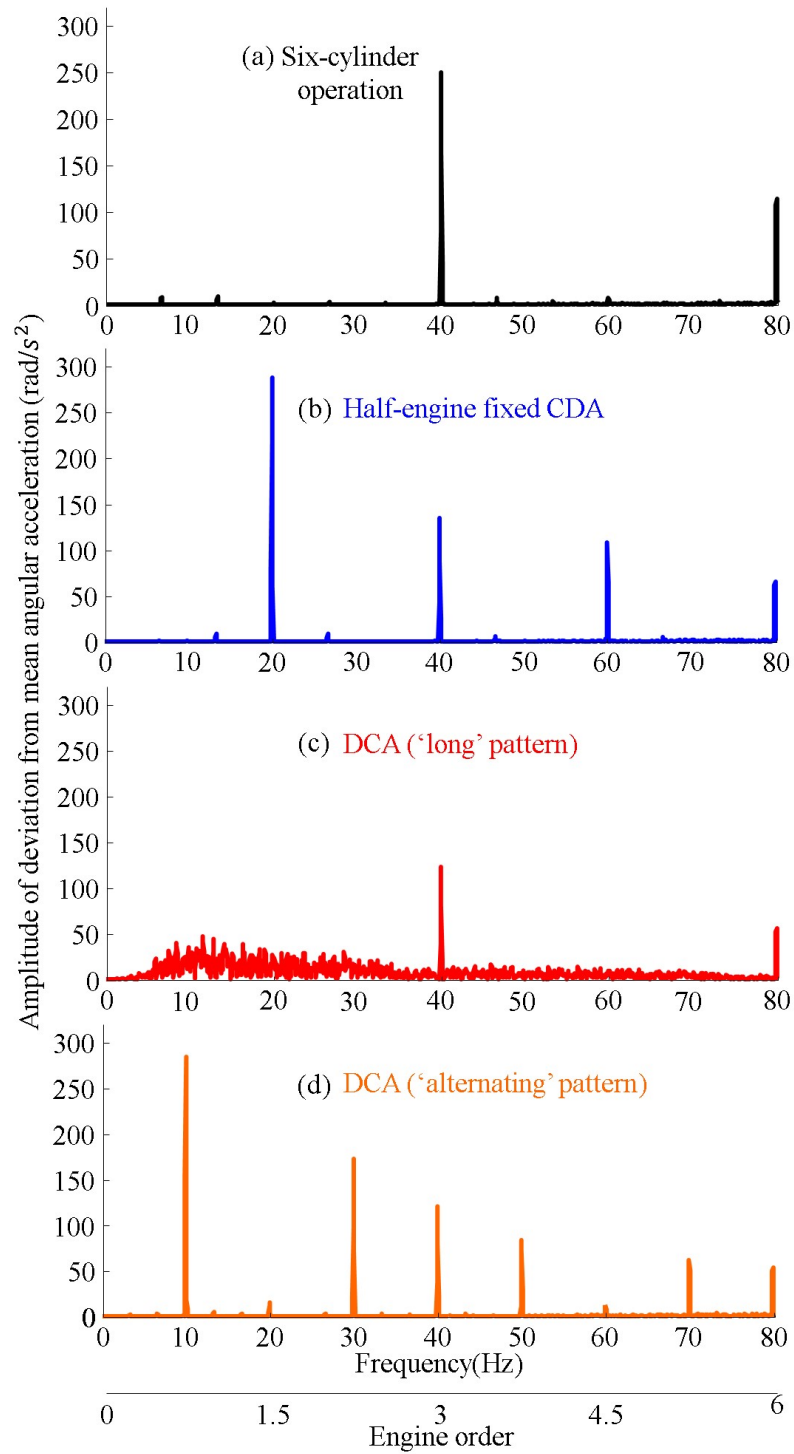 Amplitude of deviation from mean angular acceleration (rad/s²)
300
250
200
150
100
50
0
(a) Six-cylinder
operation
0 10 20 30 40 50 60 70 80
300
250
200
150
100
50
0
(b) Half-engine fixed CDA
0 10 20 30 40 50 60 70 80
300
250
200
150
100
50
0
(c) DCA (‘long’ pattern)
0 10 20 30 40 50 60 70 80
300
250
200
150
100
50
0
(d) DCA (‘alternating’ pattern)
0 10 20 30 40 50 60 70 80
Frequency(Hz)
0 1.5 3 4.5 6
Engine order